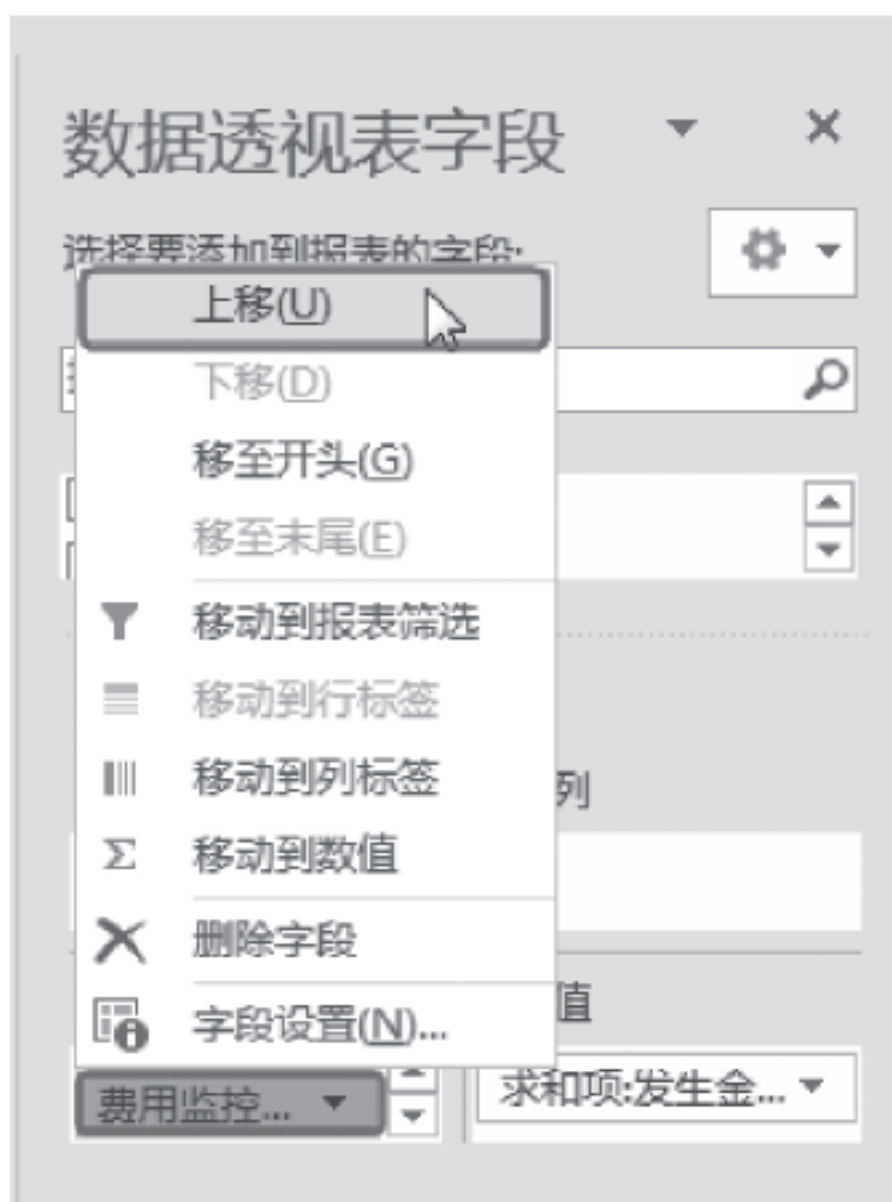 数据透视表字段
选择要添加到报表的字段:
上移(U)
下移(D)
移至开头(G)
移至末尾(E)
移动到报表筛选
移动到行标签
移动到列标签
列
移动到数值
删除字段
值
字段设置(N)...
费用监控...
求和项:发生金...